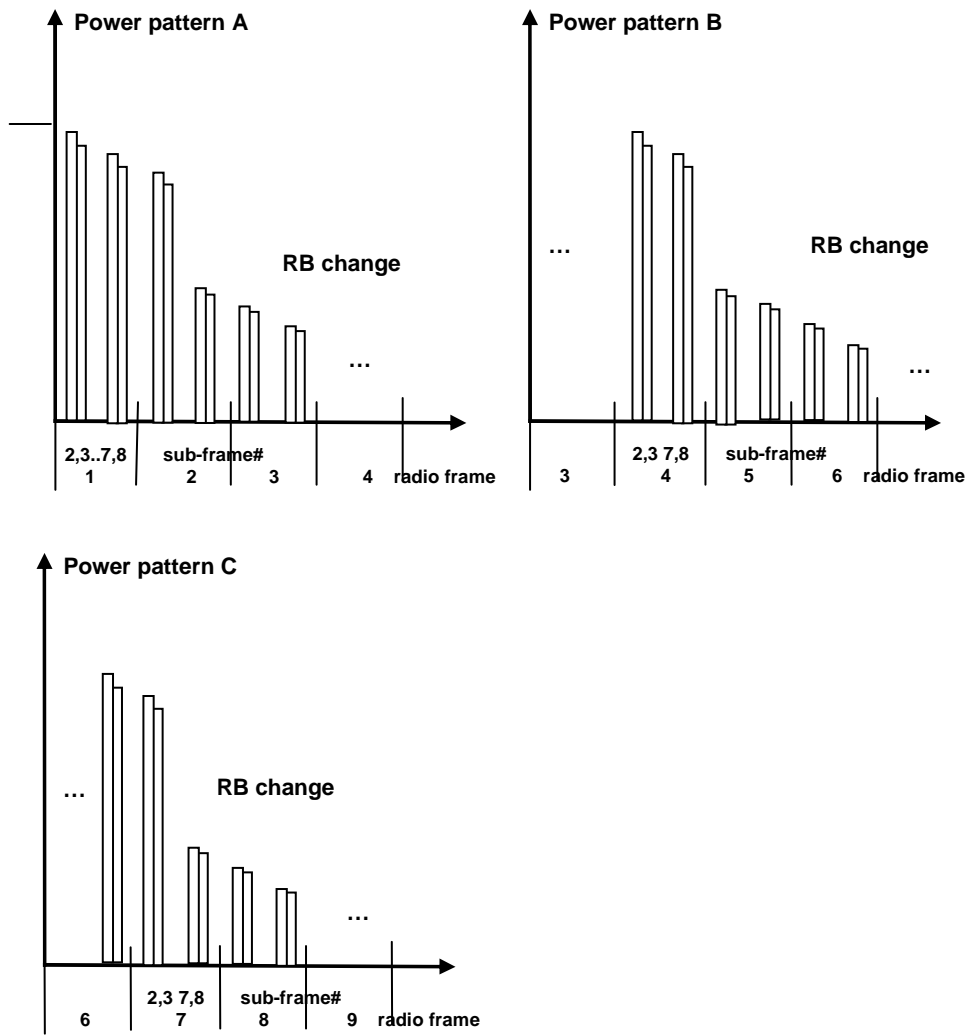 Power pattern A
RB change
...
2,3..7,8 sub-frame#
1 2 3 4 radio frame
Power pattern B
...
RB change
...
2,3 7,8 sub-frame#
3 4 5 6 radio frame
Power pattern C
...
RB change
...
2,3 7,8 sub-frame#
6 7 8 9 radio frame